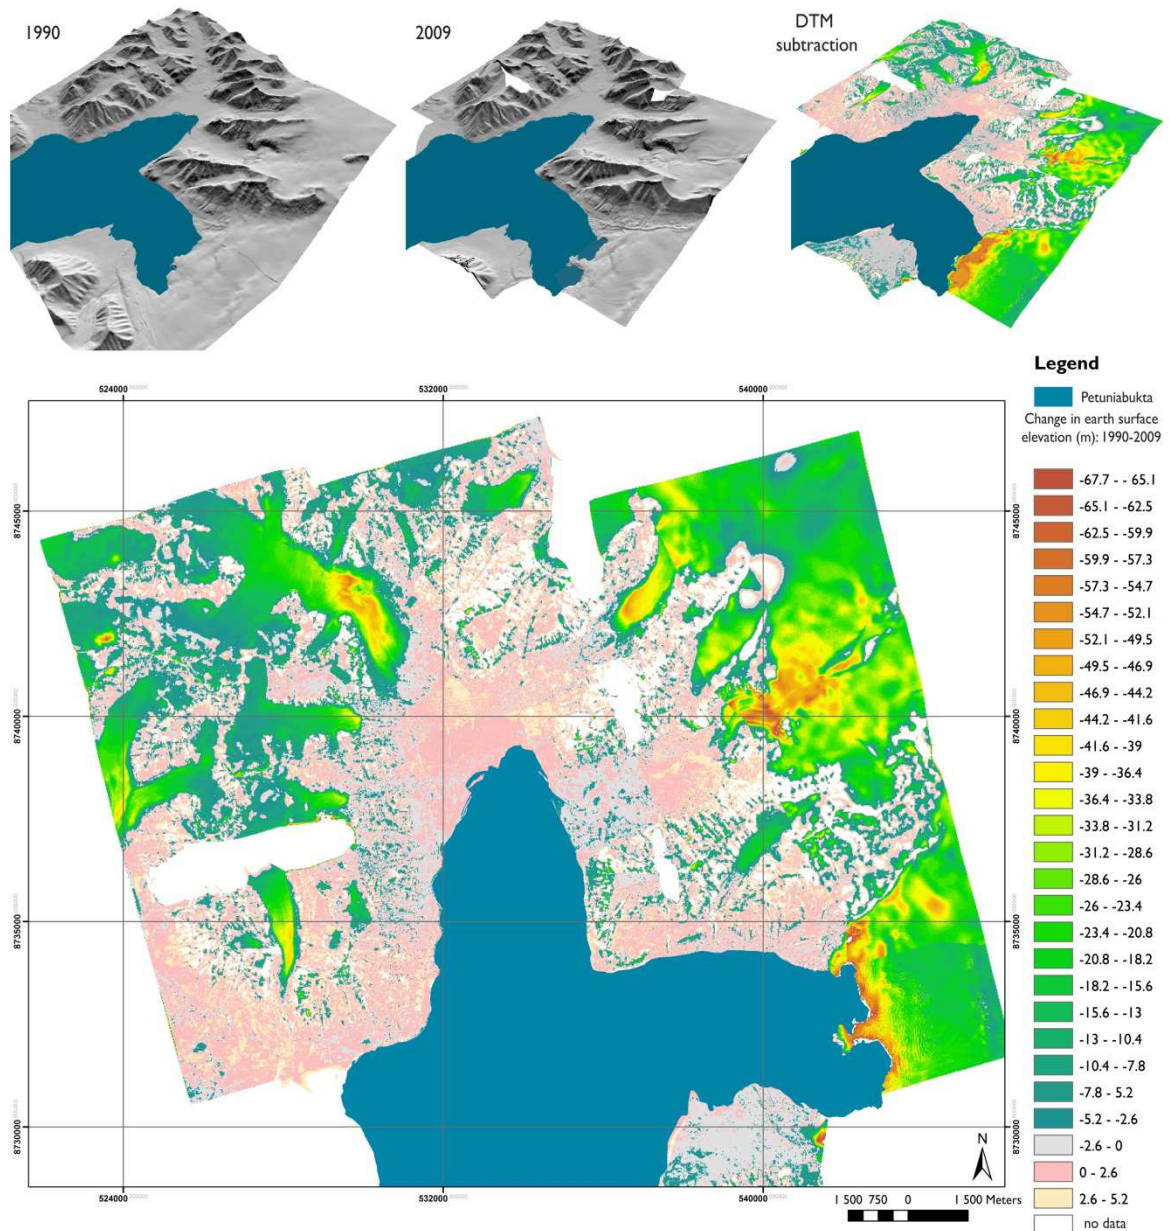 1990
2009
DTM
subtraction
Legend
Petuniabukta
Change in earth surface
elevation (m): 1990-2009
-67.7 - - 65.1
-65.1 - -62.5
-62.5 - -59.9
-59.9 - -57.3
-57.3 - -54.7
-54.7 - -52.1
-52.1 - -49.5
-49.5 - -46.9
-46.9 - -44.2
-44.2 - -41.6
-41.6 - -39
-39 - -36.4
-36.4 - -33.8
-33.8 - -31.2
-31.2 - -28.6
-28.6 - -26
-26 - -23.4
-23.4 - -20.8
-20.8 - -18.2
-18.2 - -15.6
-15.6 - -13
-13 - -10.4
-10.4 - -7.8
-7.8 - 5.2
-5.2 - -2.6
-2.6 - 0
0 - 2.6
2.6 - 5.2
no data
524000 532000 540000
8745000 8745000
8740000 8740000
8735000 8735000
8730000 8730000
N
1 500 750 0 1 500 Meters
524000 532000 540000